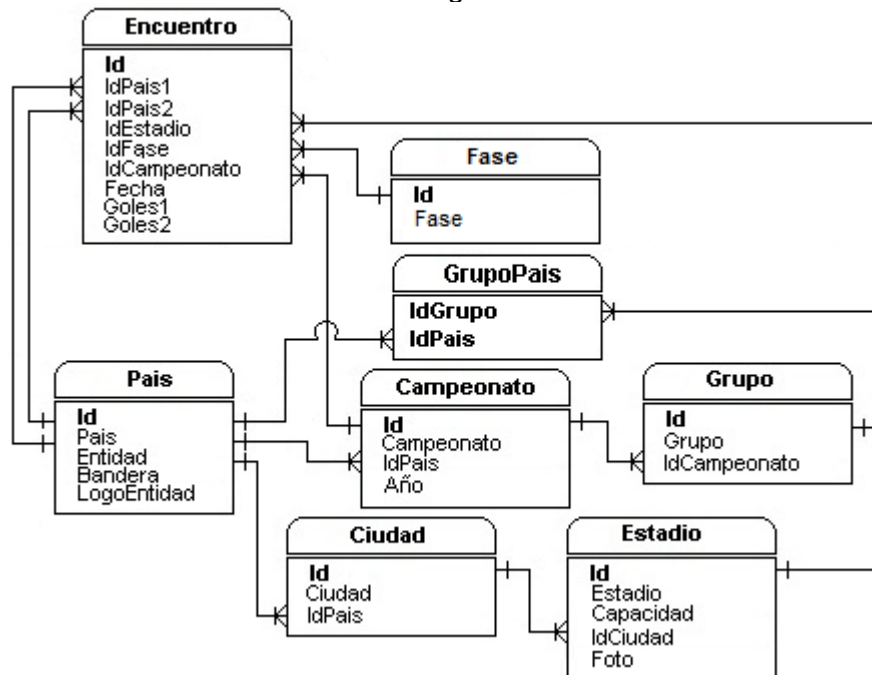 Encuentro
Id
IdPais1
IdPais2
IdEstadio
IdFase
IdCampeonato
Fecha
Goles1
Goles2
Fase
Id
Fase
GrupoPais
IdGrupo
IdPais
Pais
Id
Pais
Entidad
Bandera
LogoEntidad
Campeonato
Id
Campeonato
IdPais
Año
Grupo
Id
Grupo
IdCampeonato
Ciudad
Id
Ciudad
IdPais
Estadio
Id
Estadio
Capacidad
IdCiudad
Foto